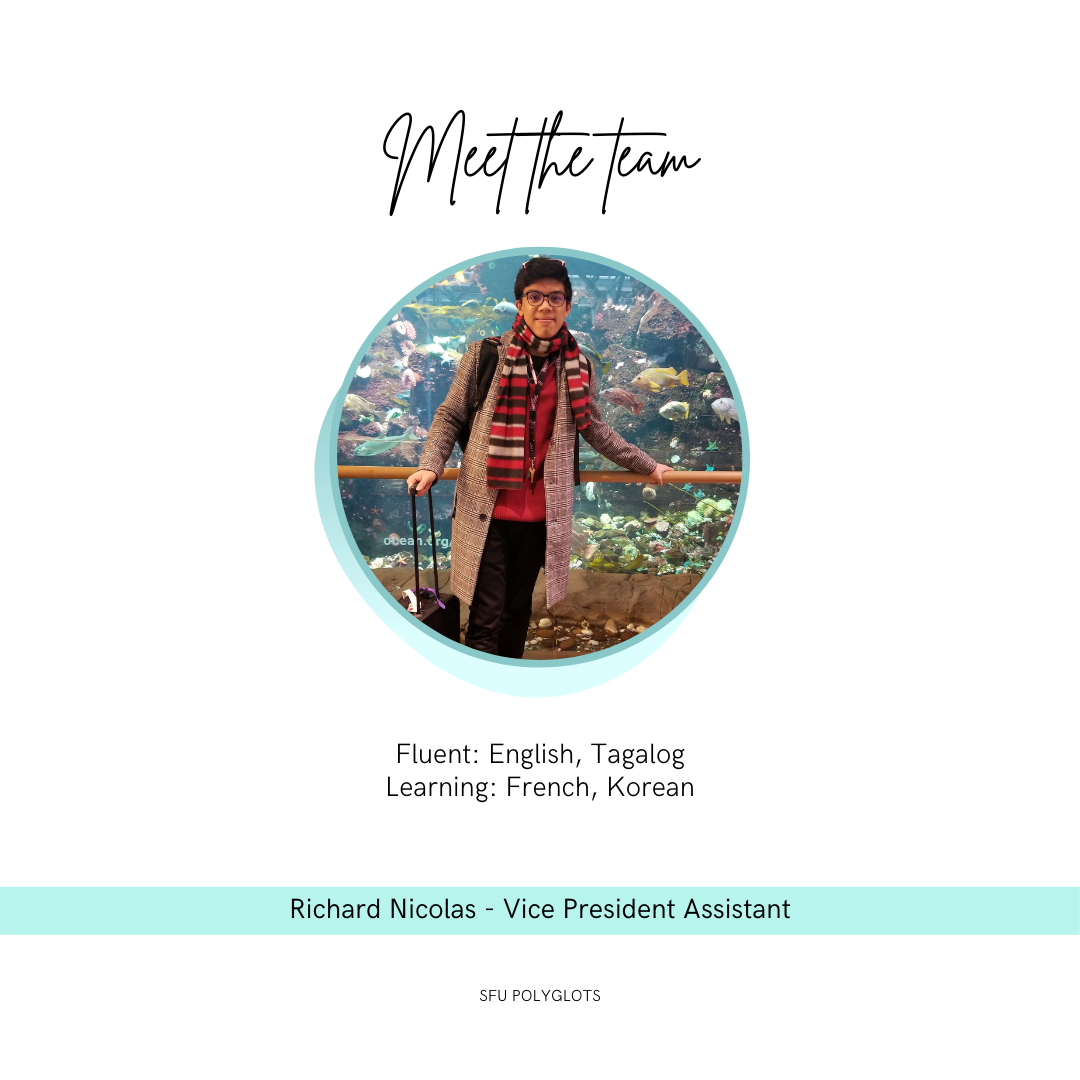 Meet the team
ocean.org/
Fluent: English, Tagalog
Learning: French, Korean
Richard Nicolas - Vice President Assistant
SFU POLYGLOTS